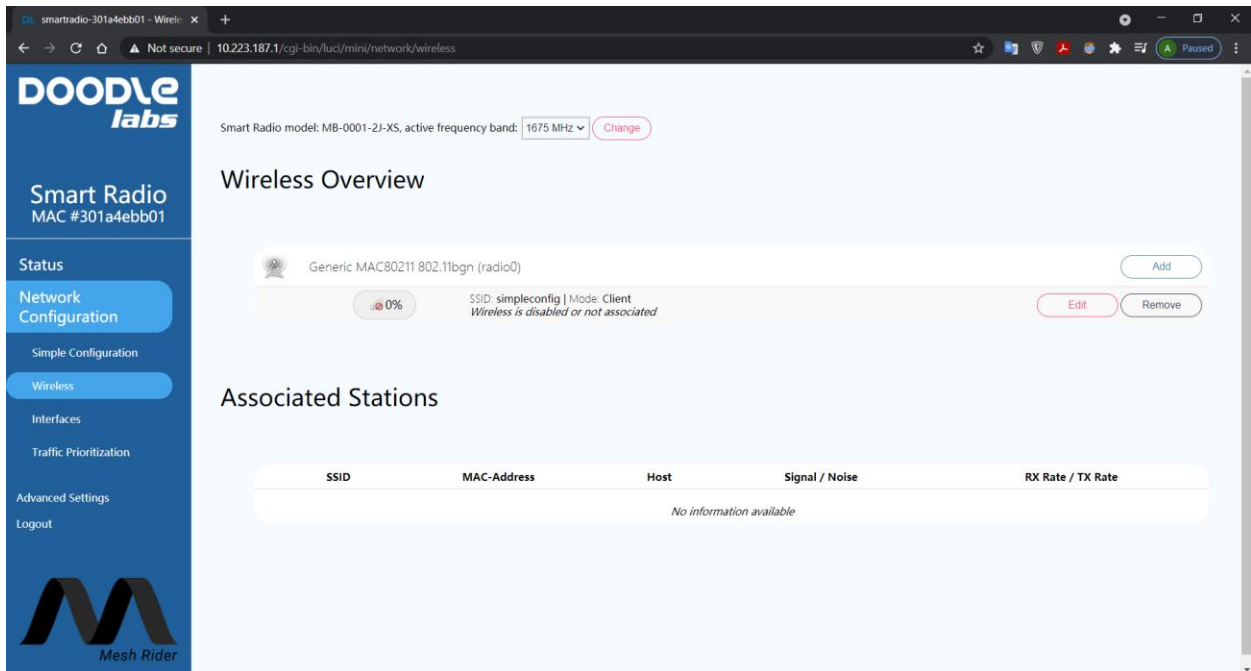 DL smartradio-301a4ebb01 - Wirele
Not secure | 10.223.187.1/cgi-bin/luci/mini/network/wireless
A Paused
DOODLE
labs
Smart Radio
MAC #301a4ebb01
Status
Network
Configuration
Simple Configuration
Wireless
Interfaces
Traffic Prioritization
Advanced Settings
Logout
Mesh Rider
Smart Radio model: MB-0001-2J-XS, active frequency band: 1675 MHz Change
Wireless Overview
Generic MAC80211 802.11bgn (radio0) Add
0% SSID: simpleconfig | Mode: Client Edit Remove
Wireless is disabled or not associated
Associated Stations
SSID MAC-Address Host Signal / Noise RX Rate / TX Rate
No information available